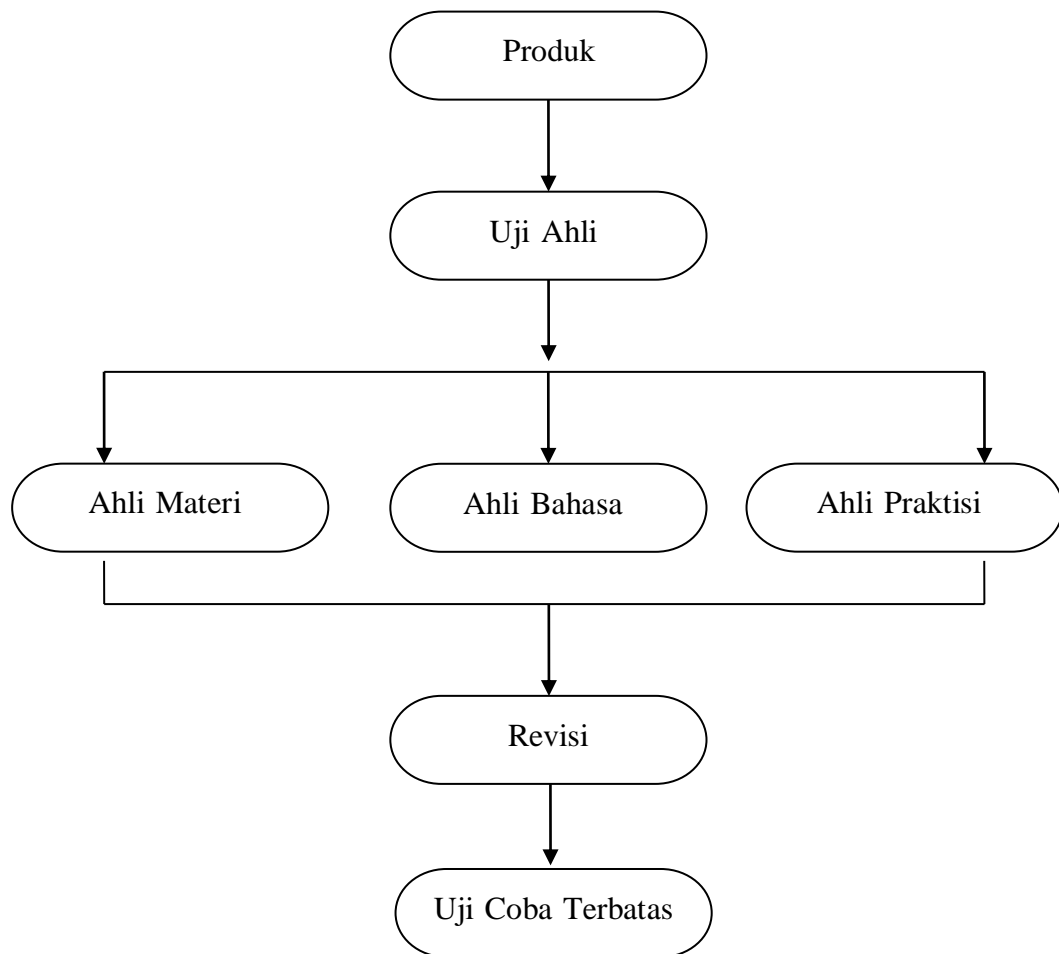 Produk
Uji Ahli
Ahli Materi
Ahli Bahasa
Ahli Praktisi
Revisi
Uji Coba Terbatas